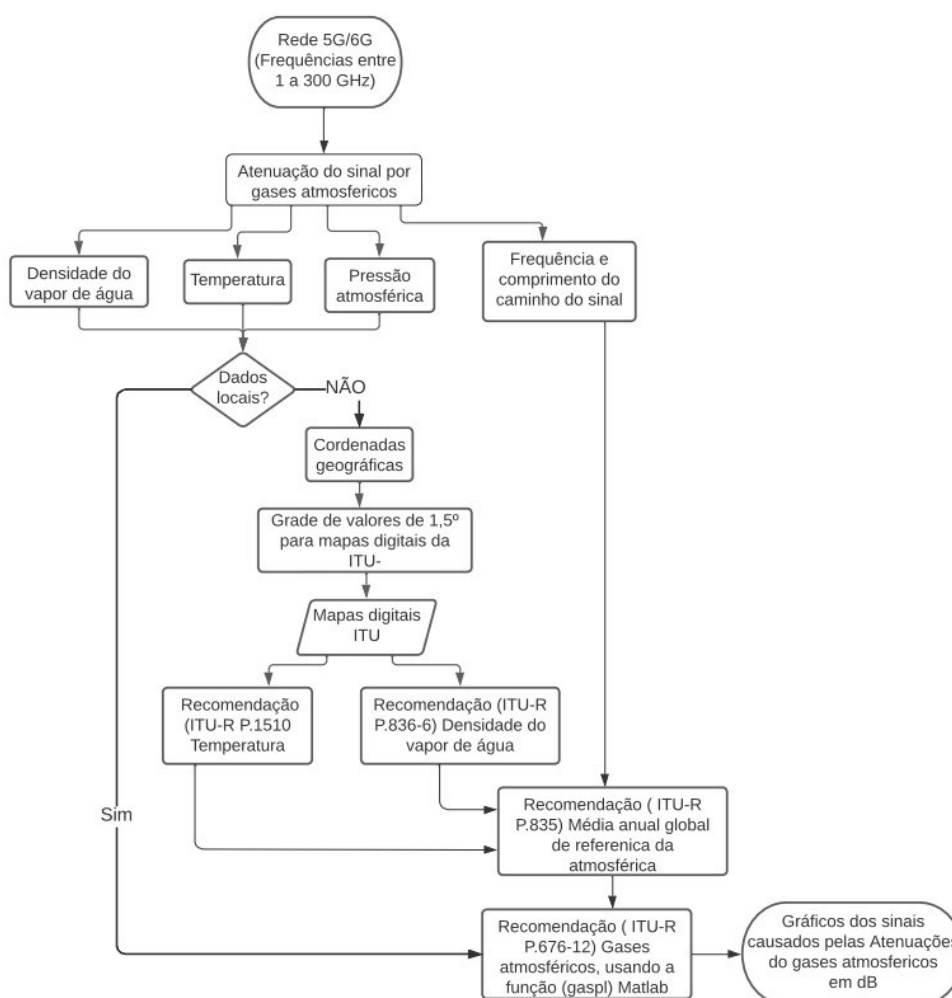 Rede 5G/6G
(Frequências entre
1 a 300 GHz)
Atenuação do sinal por
gases atmosfericos
Densidade do
vapor de água
Temperatura
Pressão
atmosférica
Frequência e
comprimento do
caminho do sinal
Dados
locais?
NÃO
Cordenadas
geográficas
Grade de valores de 1,5º
para mapas digitais da
ITU-
Mapas digitais
ITU
Recomendação
(ITU-R P.1510
Temperatura
Recomendação (ITU-R
P.836-6) Densidade do
vapor de água
Sim
Recomendação ( ITU-R
P.835) Média anual global
de referenica da
atmosférica
Recomendação ( ITU-R
P.676-12) Gases
atmosféricos, usando a
função (gaspl) Matlab
Gráficos dos sinais
causados pelas Atenuações
do gases atmosfericos
em dB